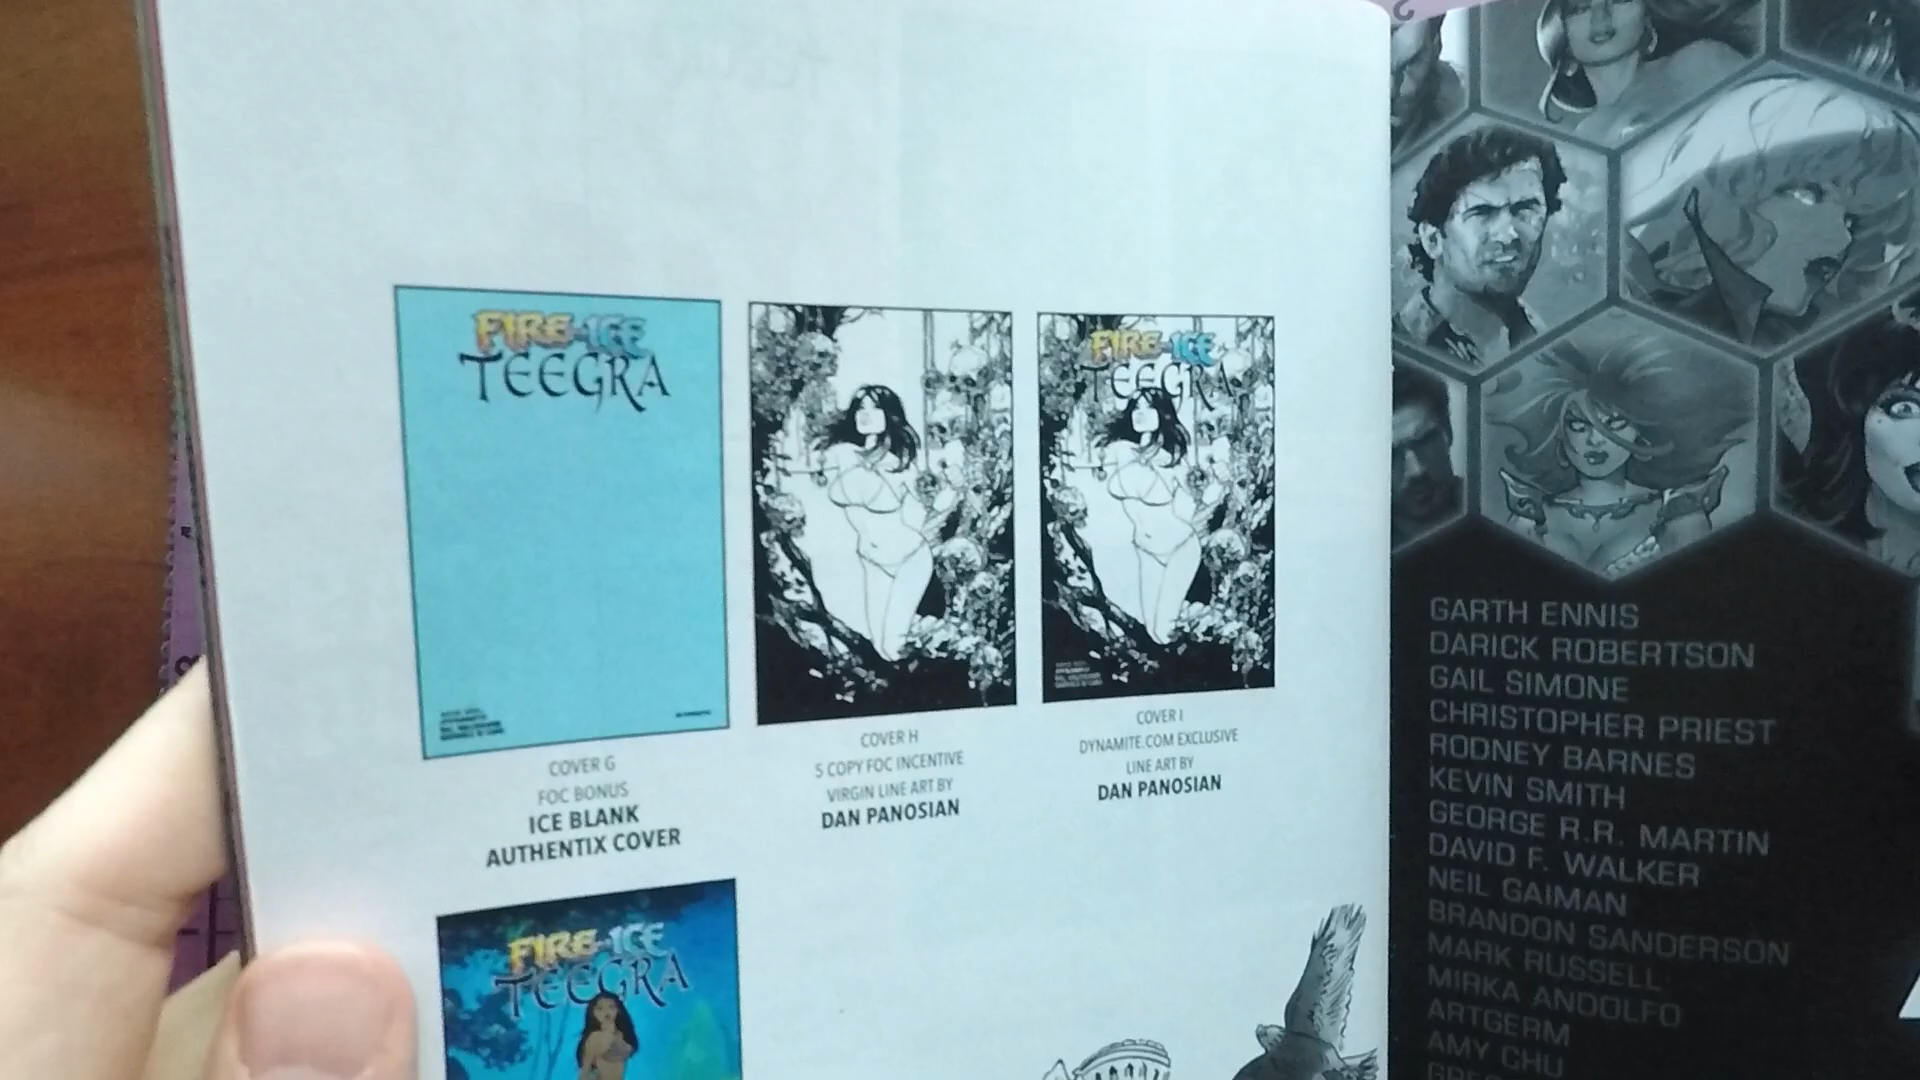 FIRE AND ICE
TEEGRA
COVER G
FOC BONUS
ICE BLANK
AUTHENTIX COVER
FIRE AND ICE
TEEGRA
COVER H
5 COPY FOC INCENTIVE
VIRGIN LINE ART BY
DAN PANOSIAN
COVER I
DYNAMITE.COM EXCLUSIVE
LINE ART BY
DAN PANOSIAN
FIRE AND ICE
TEEGRA
GARTH ENNIS
DARICK ROBERTSON
GAIL SIMONE
CHRISTOPHER PRIEST
RODNEY BARNES
KEVIN SMITH
GEORGE R.R. MARTIN
DAVID F. WALKER
NEIL GAIMAN
BRANDON SANDERSON
MARK RUSSELL
MIRKA ANDOLFO
ARTGERM
AMY CHU